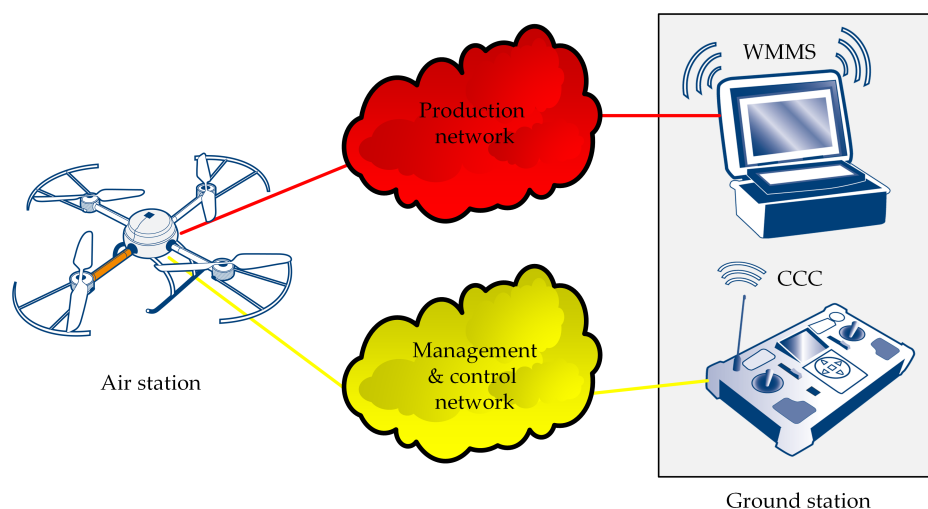 WMMS
Production
network
CCC
Management
& control
network
Air station
Ground station